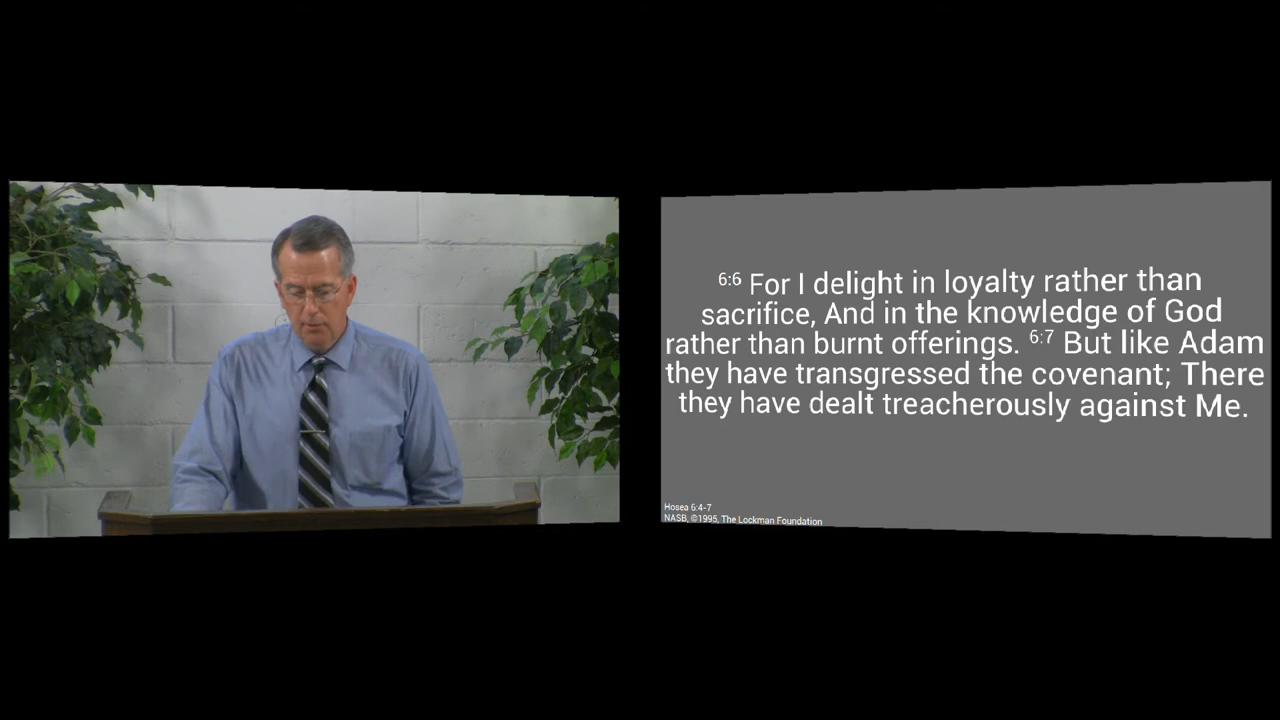 6:6 For I delight in loyalty rather than
sacrifice, And in the knowledge of God
rather than burnt offerings. 6:7 But like Adam
they have transgressed the covenant; There
they have dealt treacherously against Me.
Hosea 6:4-7
NASB, ©1995, The Lockman Foundation